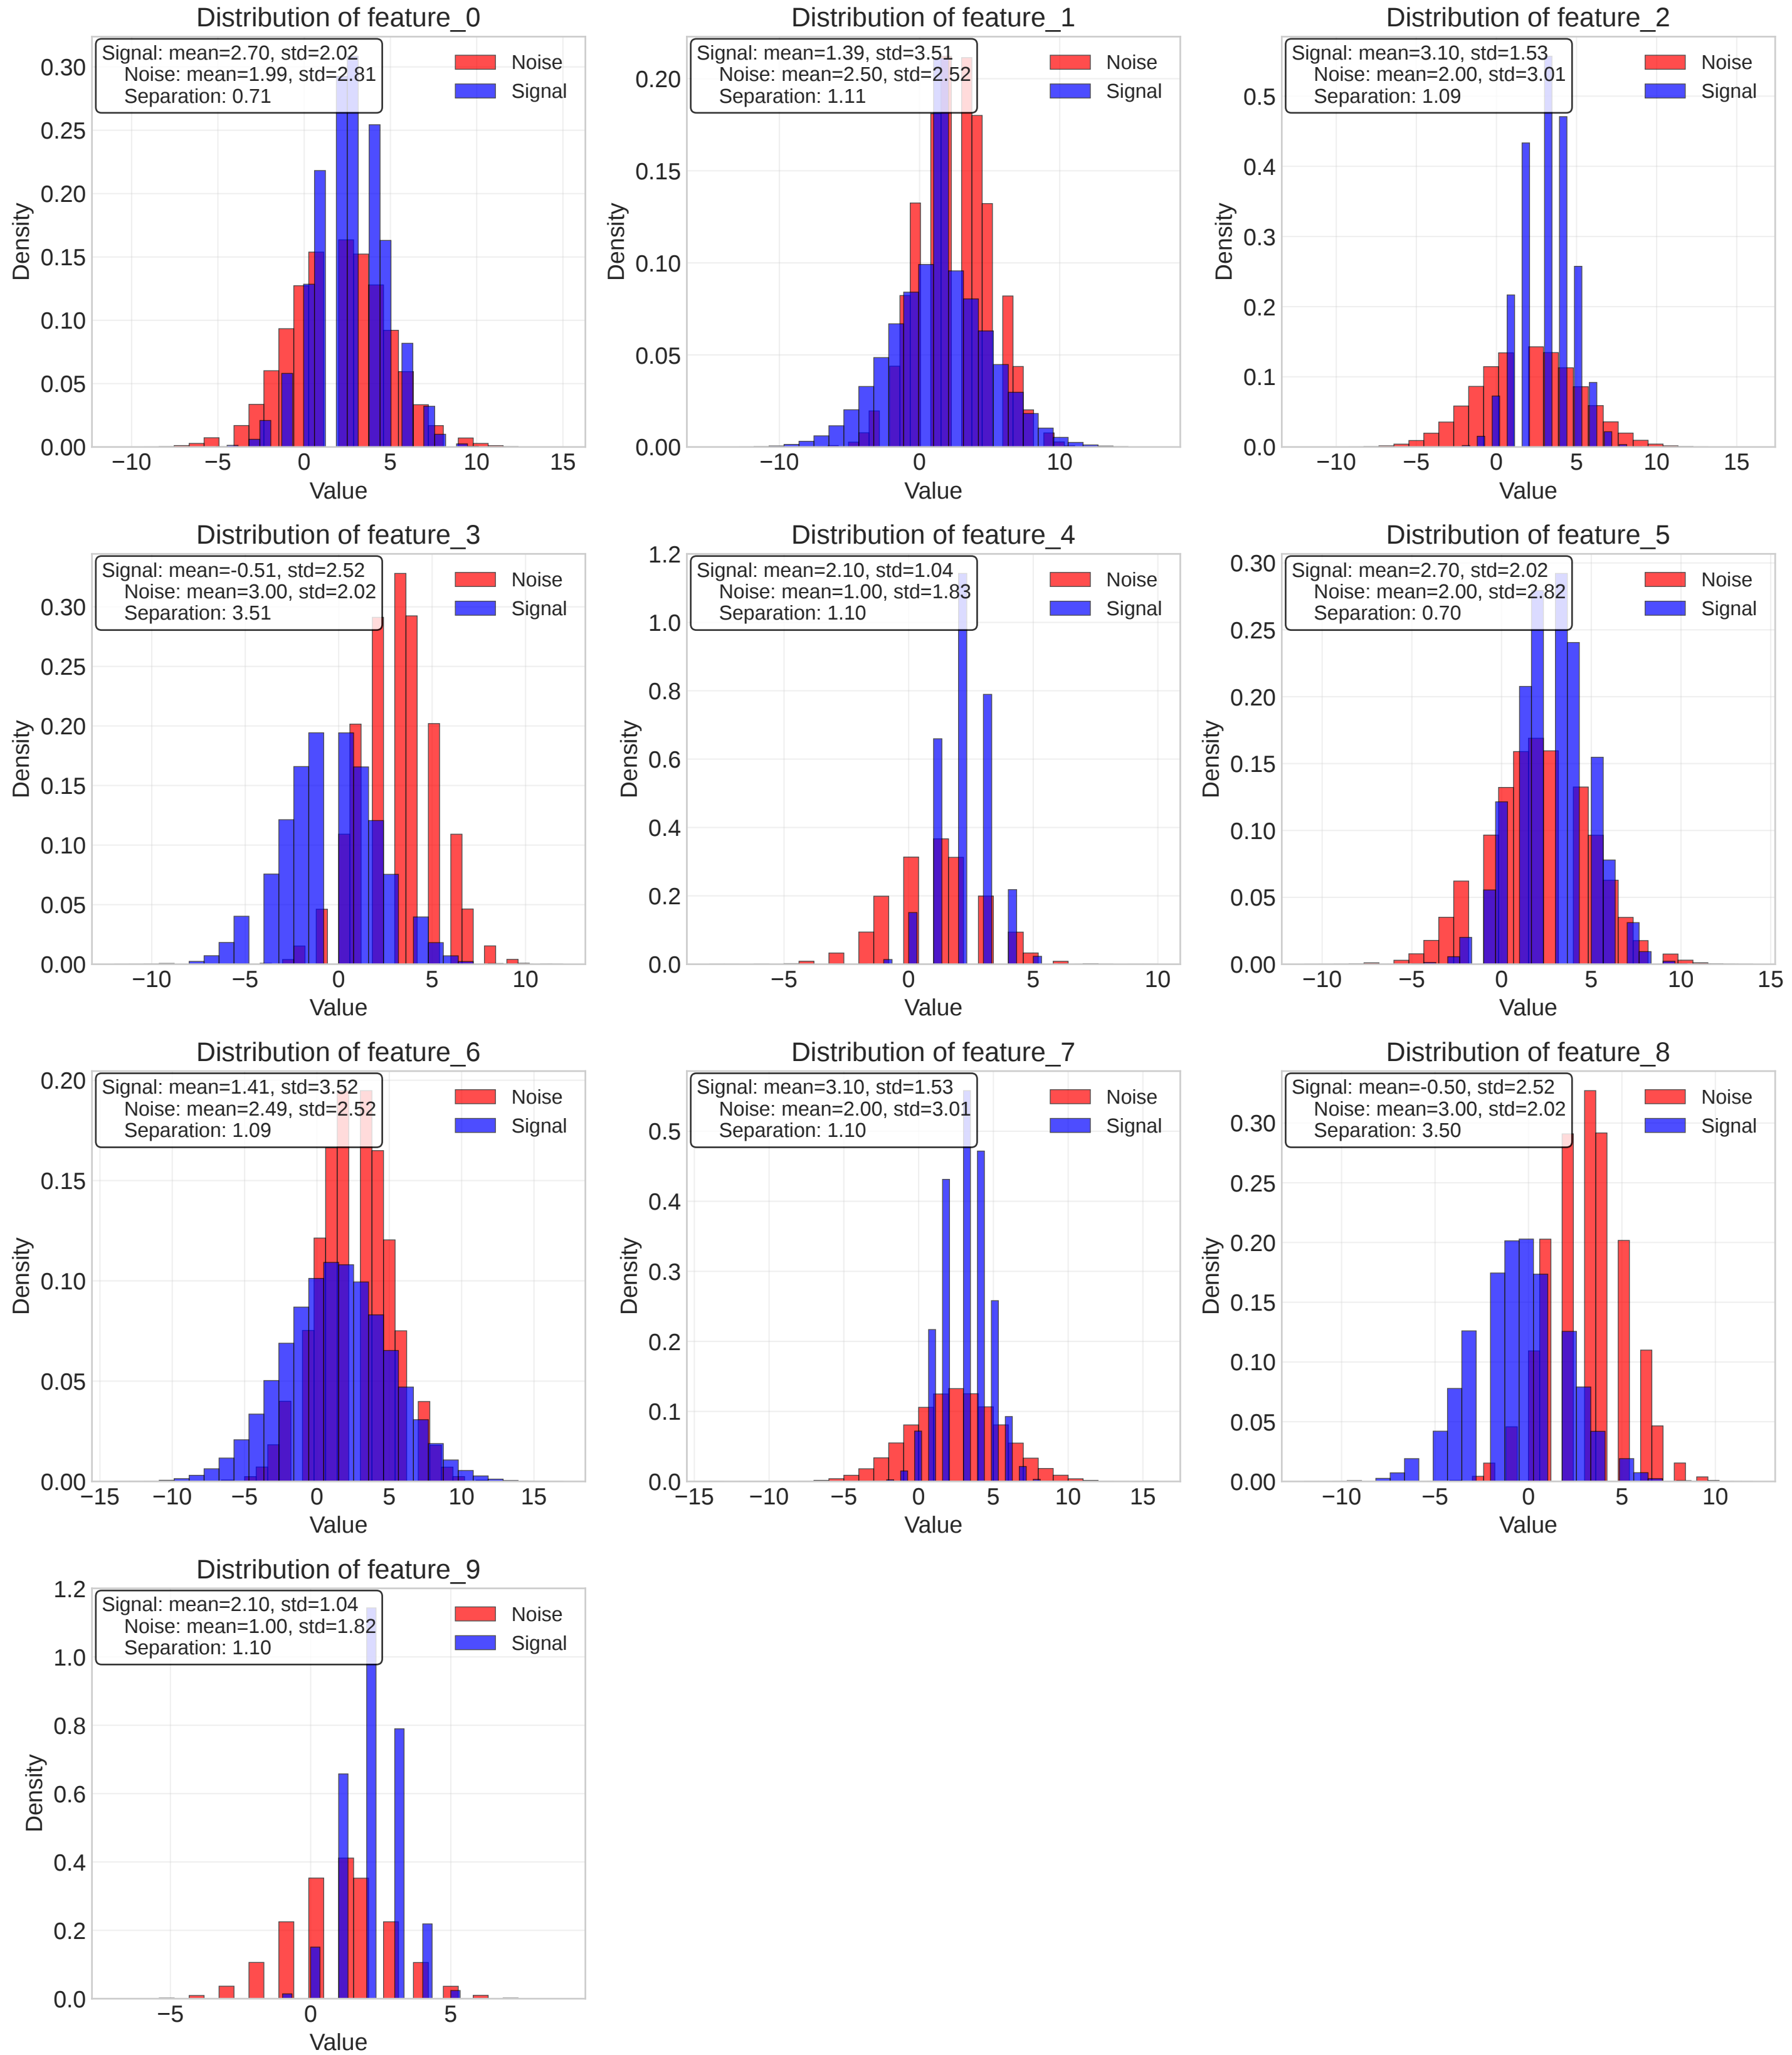 Distribution of feature_0
Signal: mean=2.70, std=2.02
Noise: mean=1.99, std=2.81
Separation: 0.71
Noise
Signal
0.30
0.25
0.20
0.15
0.10
0.05
0.00
Density
−10 −5 0 5 10 15
Value
Distribution of feature_1
Signal: mean=1.39, std=3.51
Noise: mean=2.50, std=2.52
Separation: 1.11
Noise
Signal
0.20
0.15
0.10
0.05
0.00
Density
−10 0 10
Value
Distribution of feature_2
Signal: mean=3.10, std=1.53
Noise: mean=2.00, std=3.01
Separation: 1.09
Noise
Signal
0.5
0.4
0.3
0.2
0.1
0.0
Density
−10 −5 0 5 10 15
Value
Distribution of feature_3
Signal: mean=-0.51, std=2.52
Noise: mean=3.00, std=2.02
Separation: 3.51
Noise
Signal
0.30
0.25
0.20
0.15
0.10
0.05
0.00
Density
−10 −5 0 5 10
Value
Distribution of feature_4
Signal: mean=2.10, std=1.04
Noise: mean=1.00, std=1.83
Separation: 1.10
Noise
Signal
1.2
1.0
0.8
0.6
0.4
0.2
0.0
Density
−5 0 5 10
Value
Distribution of feature_5
Signal: mean=2.70, std=2.02
Noise: mean=2.00, std=2.82
Separation: 0.70
Noise
Signal
0.30
0.25
0.20
0.15
0.10
0.05
0.00
Density
−10 −5 0 5 10 15
Value
Distribution of feature_6
Signal: mean=1.41, std=3.52
Noise: mean=2.49, std=2.52
Separation: 1.09
Noise
Signal
0.20
0.15
0.10
0.05
0.00
Density
−15 −10 −5 0 5 10 15
Value
Distribution of feature_7
Signal: mean=3.10, std=1.53
Noise: mean=2.00, std=3.01
Separation: 1.10
Noise
Signal
0.5
0.4
0.3
0.2
0.1
0.0
Density
−15 −10 −5 0 5 10 15
Value
Distribution of feature_8
Signal: mean=-0.50, std=2.52
Noise: mean=3.00, std=2.02
Separation: 3.50
Noise
Signal
0.30
0.25
0.20
0.15
0.10
0.05
0.00
Density
−10 −5 0 5 10
Value
Distribution of feature_9
Signal: mean=2.10, std=1.04
Noise: mean=1.00, std=1.82
Separation: 1.10
Noise
Signal
1.2
1.0
0.8
0.6
0.4
0.2
0.0
Density
−5 0 5
Value